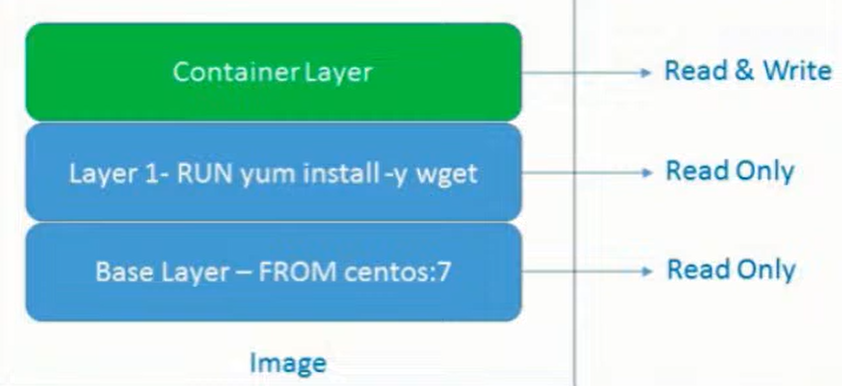 Container Layer
Read & Write
Layer 1- RUN yum install -y wget
Read Only
Base Layer – FROM centos:7
Read Only
Image